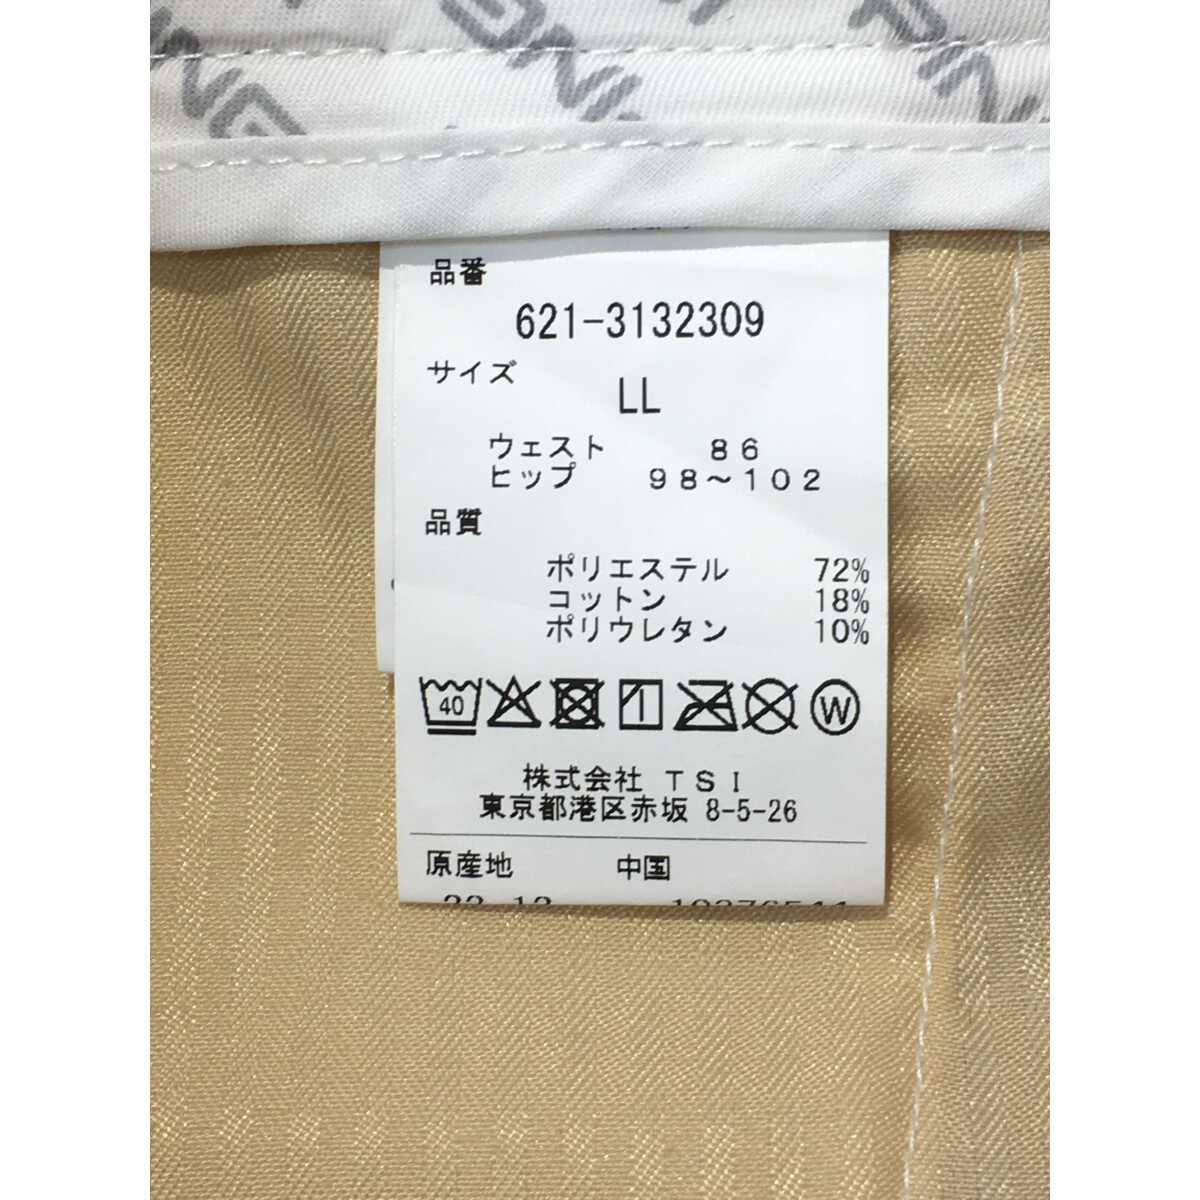 PING PING PING
品番
621-3132309
サイズ
LL
ウェスト 86
ヒップ 98～102
品質
ポリエステル 72%
コットン 18%
ポリウレタン 10%
40 W
株式会社 TSI
東京都港区赤坂 8-5-26
原産地 中国